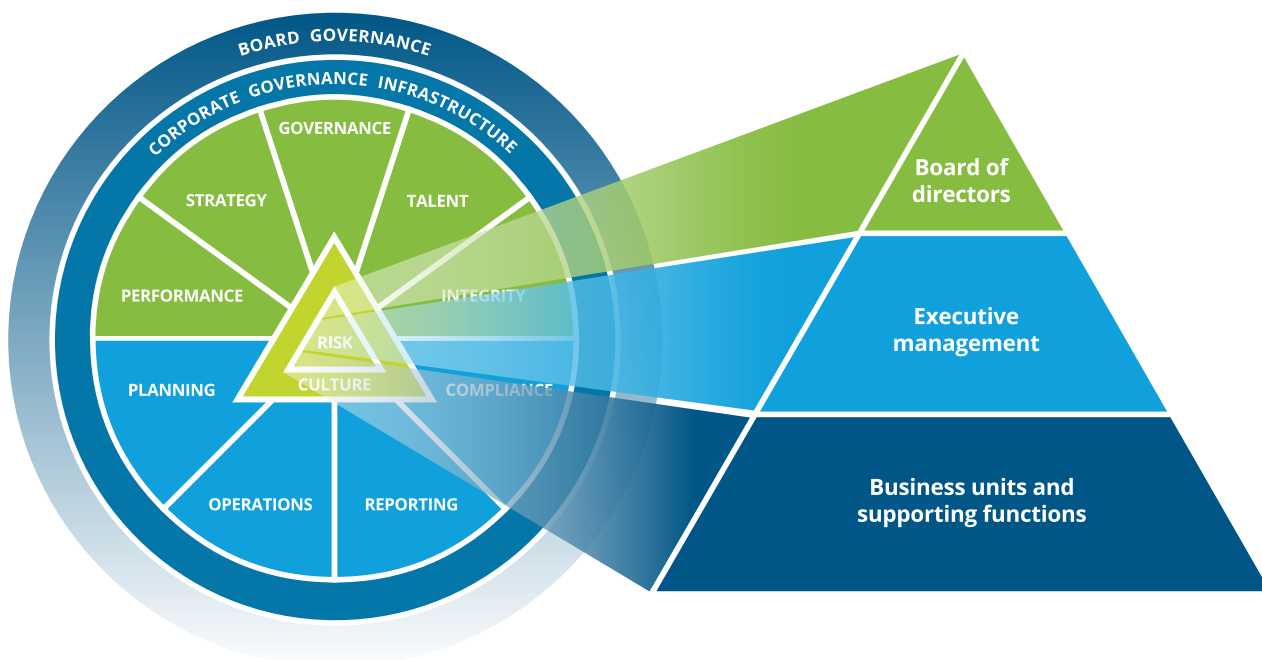 BOARD GOVERNANCE
CORPORATE GOVERNANCE INFRASTRUCTURE
GOVERNANCE
STRATEGY
TALENT
PERFORMANCE
INTEGRITY
RISK
CULTURE
PLANNING
COMPLIANCE
OPERATIONS
REPORTING
Board of
directors
Executive
management
Business units and
supporting functions